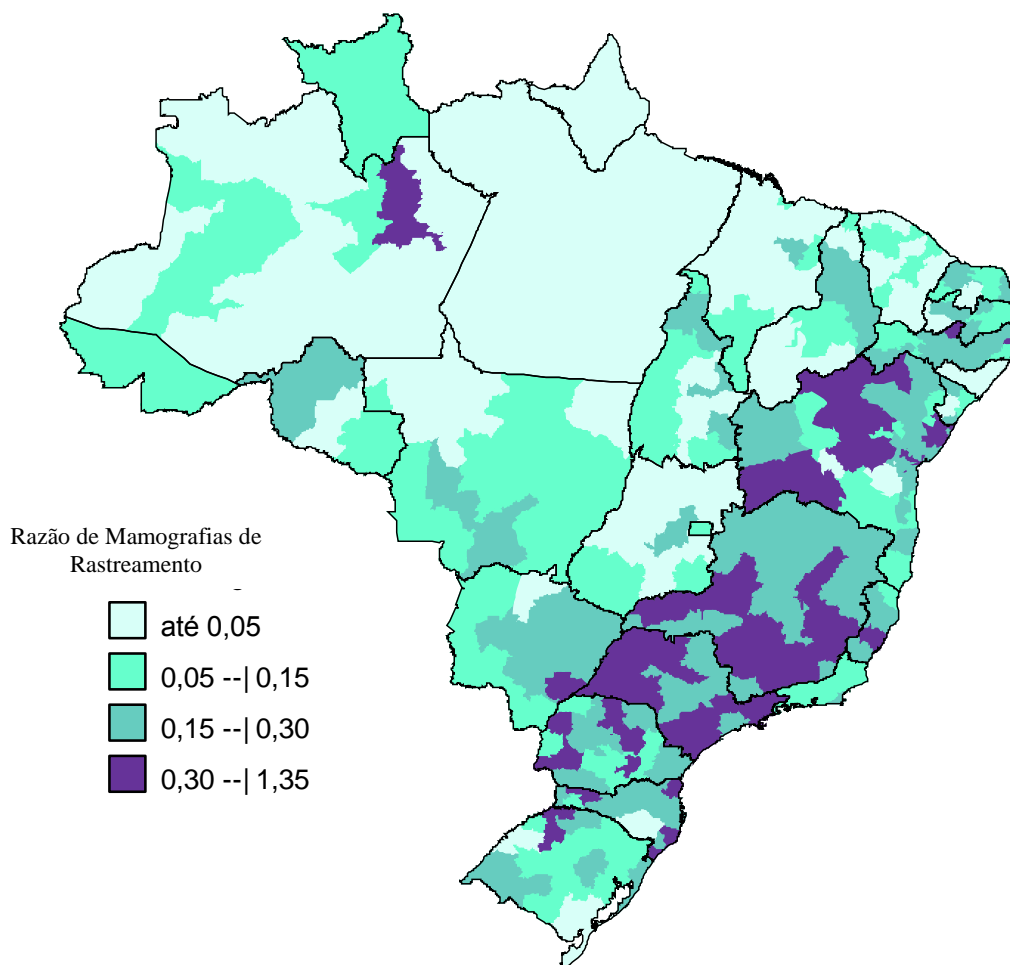 Razão de Mamografias de
Rastreamento
até 0,05
0,05 --| 0,15
0,15 --| 0,30
0,30 --| 1,35